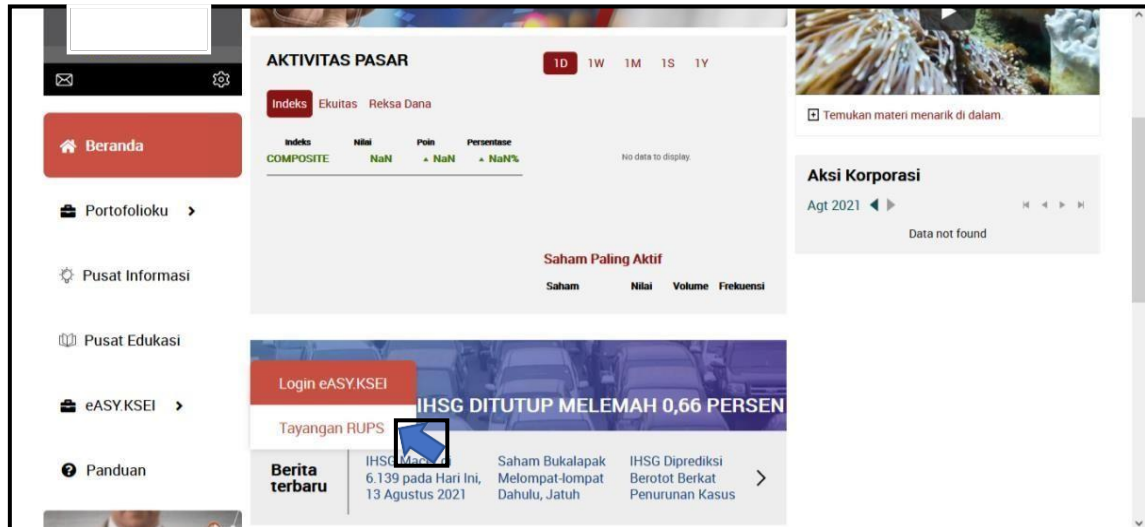 Beranda
Portofolioku
Pusat Informasi
Pusat Edukasi
eASY.KSEI
Panduan
AKTIVITAS PASAR
1D 1W 1M 1S 1Y
Indeks Ekuitas Reksa Dana
Indeks Nilai Poin Persentase
COMPOSITE NaN NaN NaN%
No data to display.
Saham Paling Aktif
Saham Nilai Volume Frekuensi
Login eASY.KSEI
Tayangan RUPS
IHSG DITUTUP MELEMAH 0,66 PERSEN
Berita
terbaru
IHSG
6.139 pada Hari Ini,
13 Agustus 2021
Saham Bukalapak
Melompat-lompat
Dahulu, Jatuh
IHSG Diprediksi
Berotot Berkat
Penurunan Kasus
Temukan materi menarik di dalam.
Aksi Korporasi
Agt 2021
Data not found